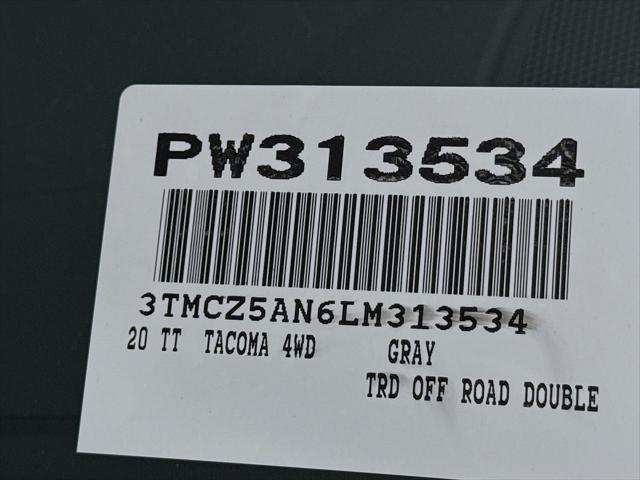 PW313534
3TMCZ5AN6LM313534
20 TT TACOMA 4WD GRAY
TRD OFF ROAD DOUBLE